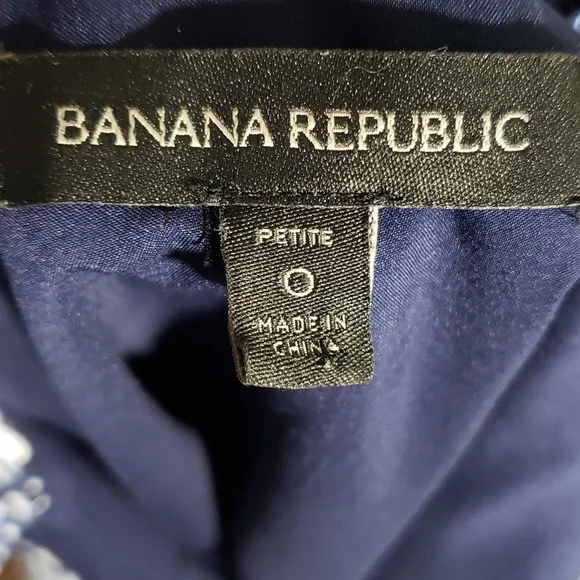 BANANA REPUBLIC
PETITE
0
MADE IN
CHINA